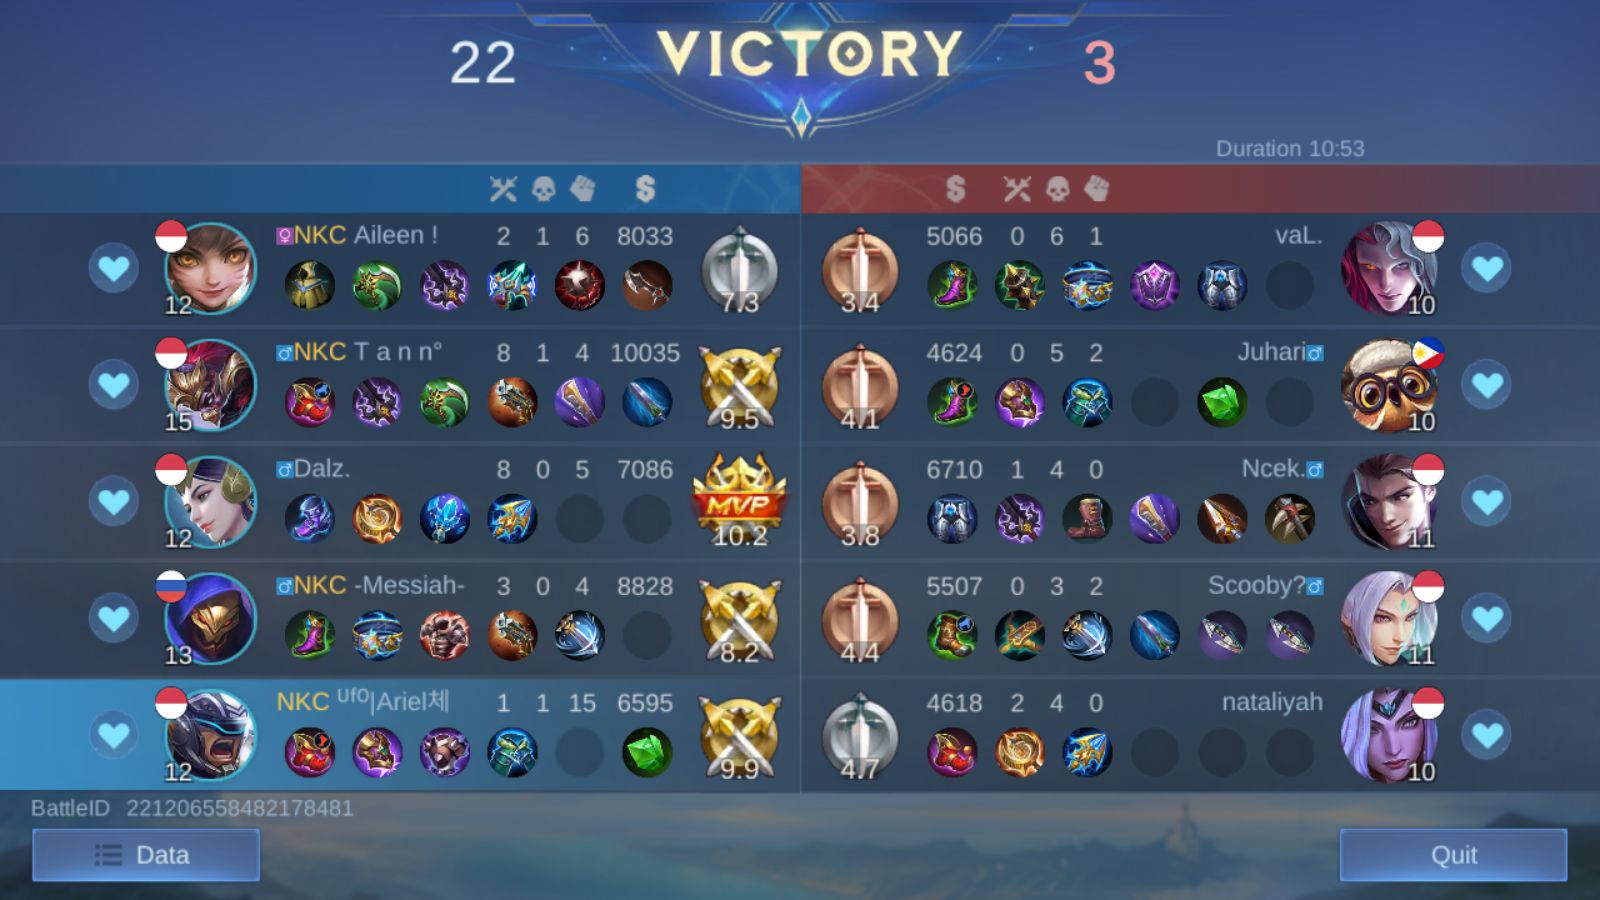 22 VICTORY 3
Duration 10:53
NKC Aileen ! 2 1 6 8033
12 7.3
5066 0 6 1 vaL.
3.4 10
NKC T a n n° 8 1 4 10035
15 9.5
4624 0 5 2 Juhari
4.1 10
Dalz. 8 0 5 7086
12 MVP 10.2
6710 1 4 0 Ncek.
3.8 11
NKC -Messiah- 3 0 4 8828
13 8.2
5507 0 3 2 Scooby?
4.4 11
NKC ᵁᶠᴼ|Ariel체 1 1 15 6595
12 9.9
4618 2 4 0 nataliyah
4.7 10
BattleID 221206558482178481
Data
Quit